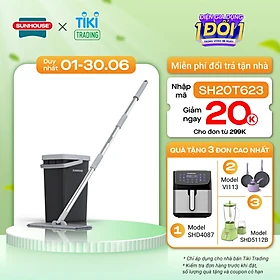 SUNHOUSE
TIKI
TRADING
ĐIỆN GIA DỤNG
1 ĐỔI 1
Duy nhất 01-30.06
Miễn phí đổi trả tận nhà
Nhập mã SH20T623
Giảm ngay 20K
Cho đơn từ 299K
QUÀ TẶNG 3 ĐƠN CAO NHẤT
2
Model
VI113
3
1
Model
SHD4087
Model
SHD5112B
* Chỉ áp dụng cho nhà bán Tiki Trading
* Kiểm tra đơn hàng trước khi đặt,
số lượng quà tặng và coupon có hạn